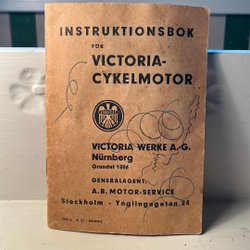 INSTRUKTIONSBOK
FÖR
VICTORIA-
CYKELMOTOR
VICTORIA WERKE A.G.
Nürnberg
Grundat 1886
GENERALAGENT:
A.B. MOTOR-SERVICE
Stockholm - Ynglingagatan 24